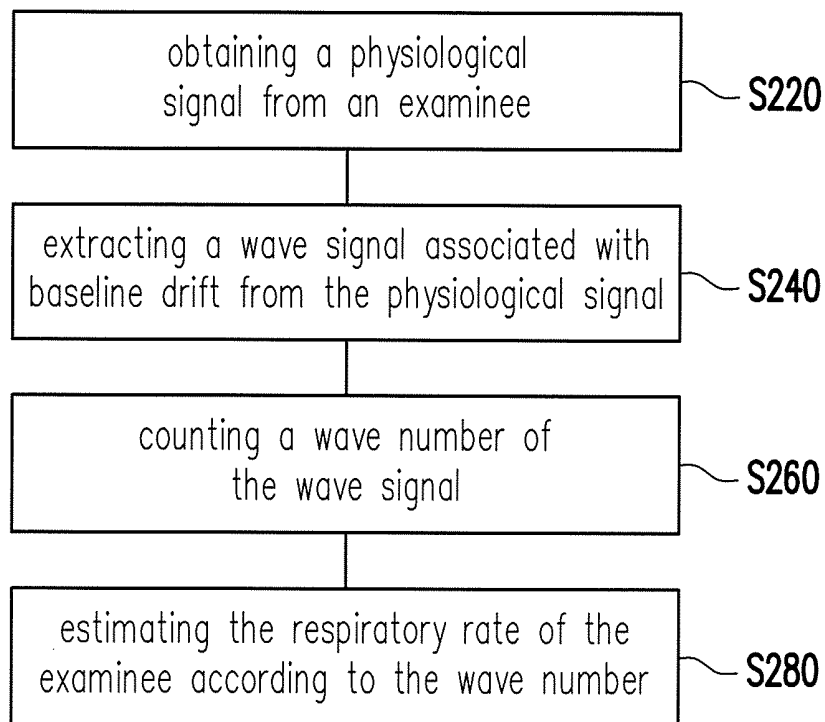 obtaining a physiological
signal from an examinee
S220
extracting a wave signal associated with
baseline drift from the physiological signal
S240
counting a wave number of
the wave signal
S260
estimating the respiratory rate of the
examinee according to the wave number
S280